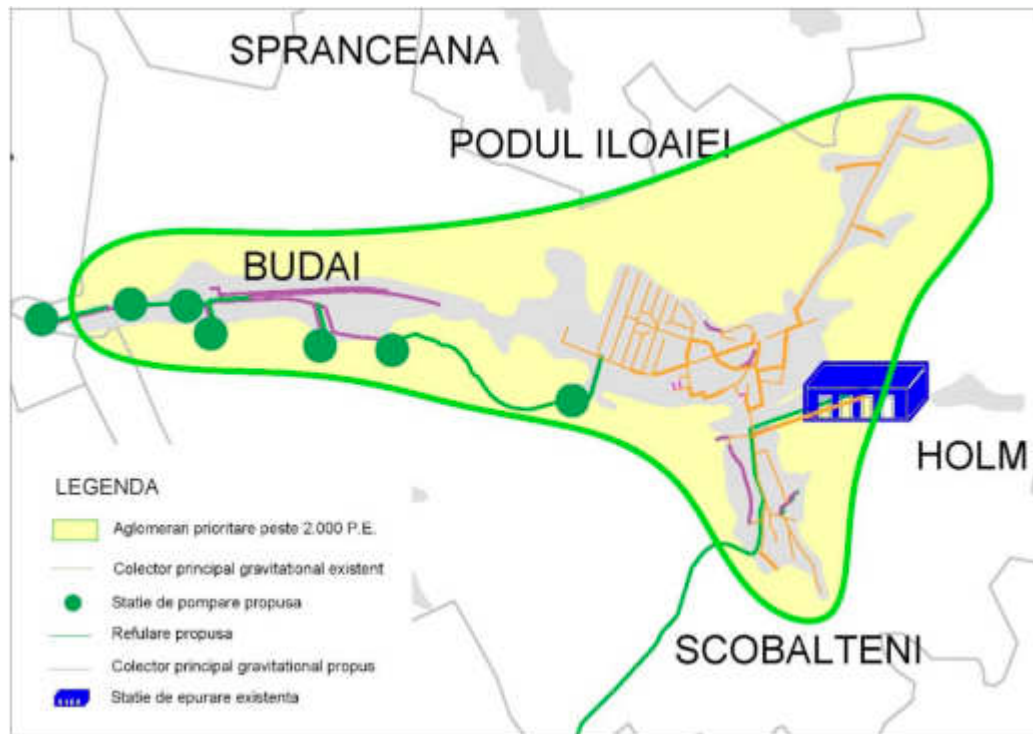 SPRANCEANA
PODUL ILOAIEI
BUDAI
HOLM
SCOBALTENI
LEGENDA
Aglomerari prioritare peste 2.000 P.E.
Colector principal gravitational existent
Statie de pompare propusa
Refulare propusa
Colector principal gravitational propus
Statie de epurare existenta